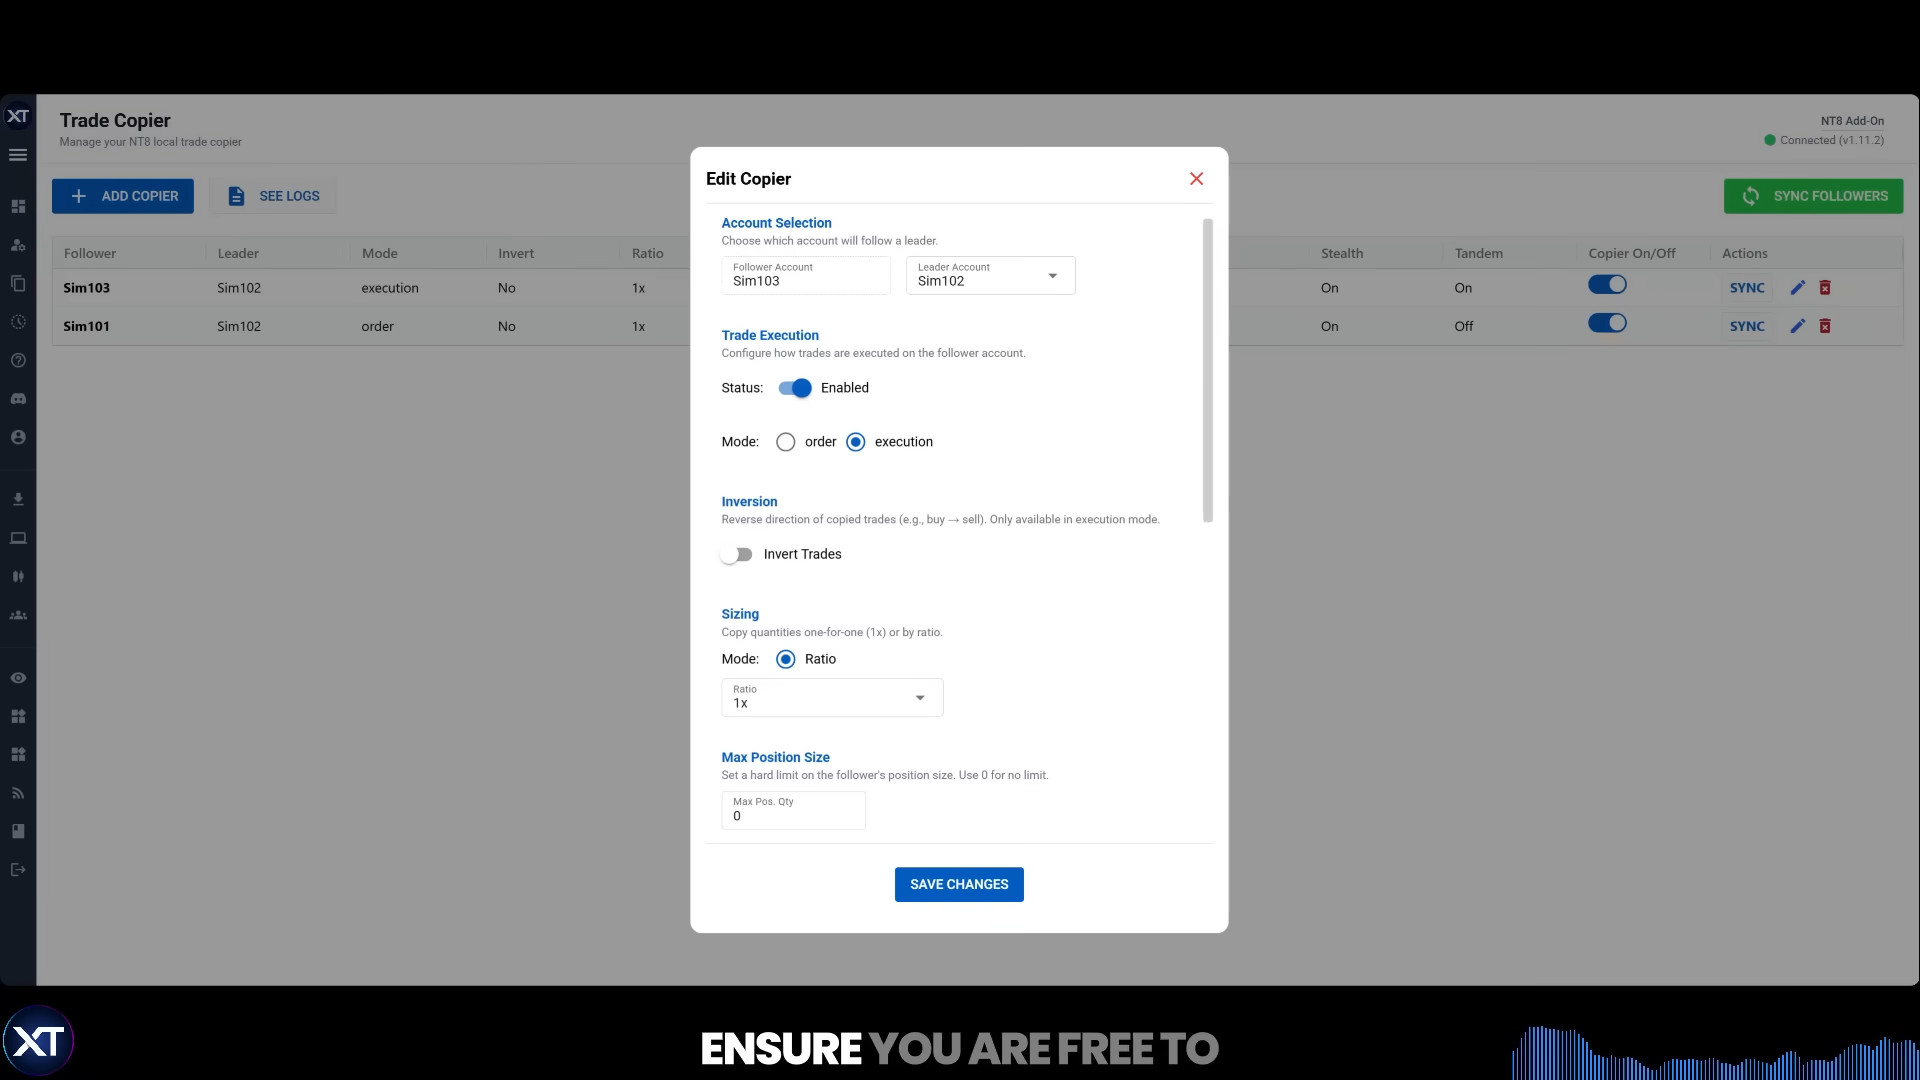 XT
Trade Copier
Manage your NT8 local trade copier
NT8 Add-On
Connected (v1.11.2)
ADD COPIER
SEE LOGS
SYNC FOLLOWERS
Follower Leader Mode Invert Ratio Stealth Tandem Copier On/Off Actions
Sim103 Sim102 execution No 1x On On SYNC
Sim101 Sim102 order No 1x On Off SYNC
Edit Copier
Account Selection
Choose which account will follow a leader.
Follower Account
Sim103
Leader Account
Sim102
Trade Execution
Configure how trades are executed on the follower account.
Status: Enabled
Mode: order execution
Inversion
Reverse direction of copied trades (e.g., buy → sell). Only available in execution mode.
Invert Trades
Sizing
Copy quantities one-for-one (1x) or by ratio.
Mode: Ratio
Ratio
1x
Max Position Size
Set a hard limit on the follower's position size. Use 0 for no limit.
Max Pos. Qty
0
SAVE CHANGES
XT
ENSURE YOU ARE FREE TO